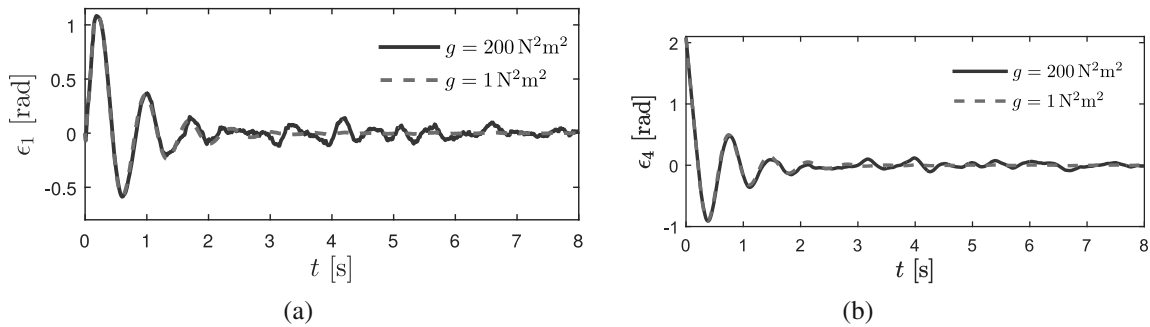 1
0.5
0
-0.5
ϵ₁ [rad]
g = 200 N²m²
g = 1 N²m²
0 1 2 3 4 5 6 7 8
t [s]
(a)
2
1
0
-1
ϵ₄ [rad]
g = 200 N²m²
g = 1 N²m²
0 1 2 3 4 5 6 7 8
t [s]
(b)